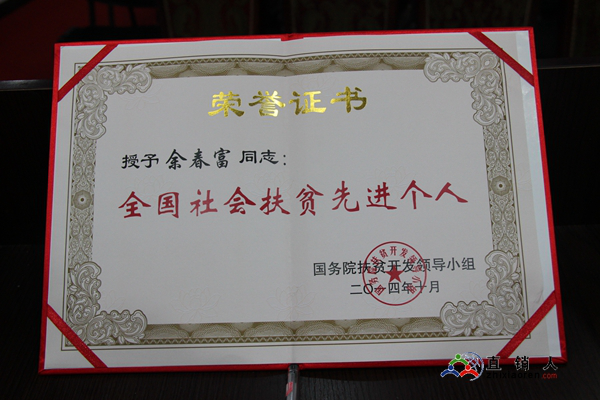 荣誉证书
授予余春富同志：
全国社会扶贫先进个人
国务院扶贫开发领导小组
二〇一四年十月
直销人